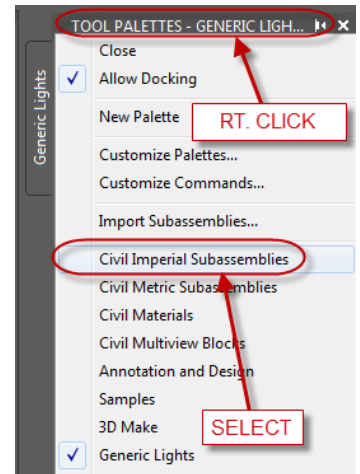 TOOL PALETTES - GENERIC LIGH...
Close
Allow Docking
New Palette
RT. CLICK
Customize Palettes...
Customize Commands...
Import Subassemblies...
Civil Imperial Subassemblies
Civil Metric Subassemblies
Civil Materials
Civil Multiview Blocks
Annotation and Design
Samples
3D Make
SELECT
Generic Lights
Generic Lights